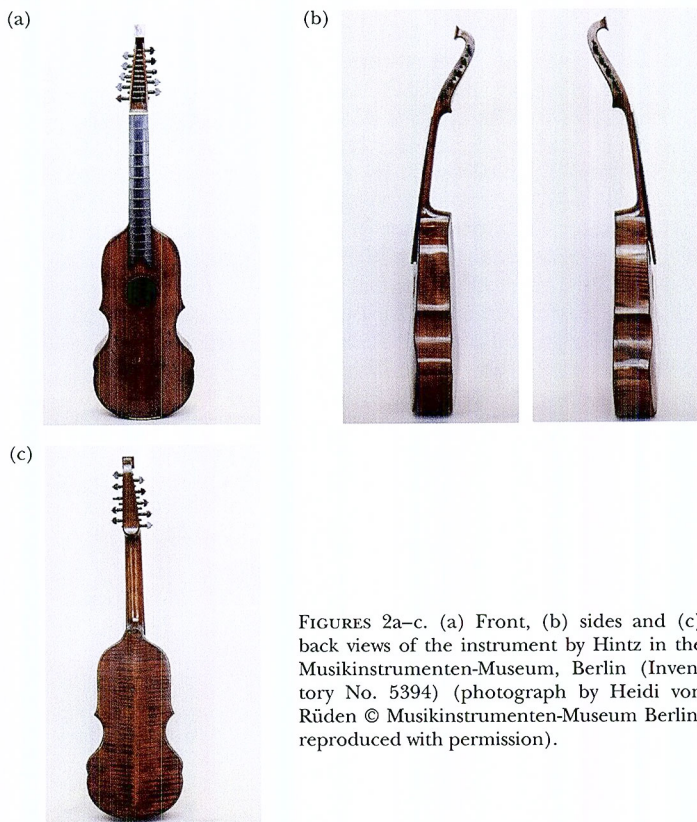 (a)
(b)
(c)
FIGURES 2a–c. (a) Front, (b) sides and (c)
back views of the instrument by Hintz in the
Musikinstrumenten-Museum, Berlin (Inven
tory No. 5394) (photograph by Heidi von
Rüden © Musikinstrumenten-Museum Berlin
reproduced with permission).